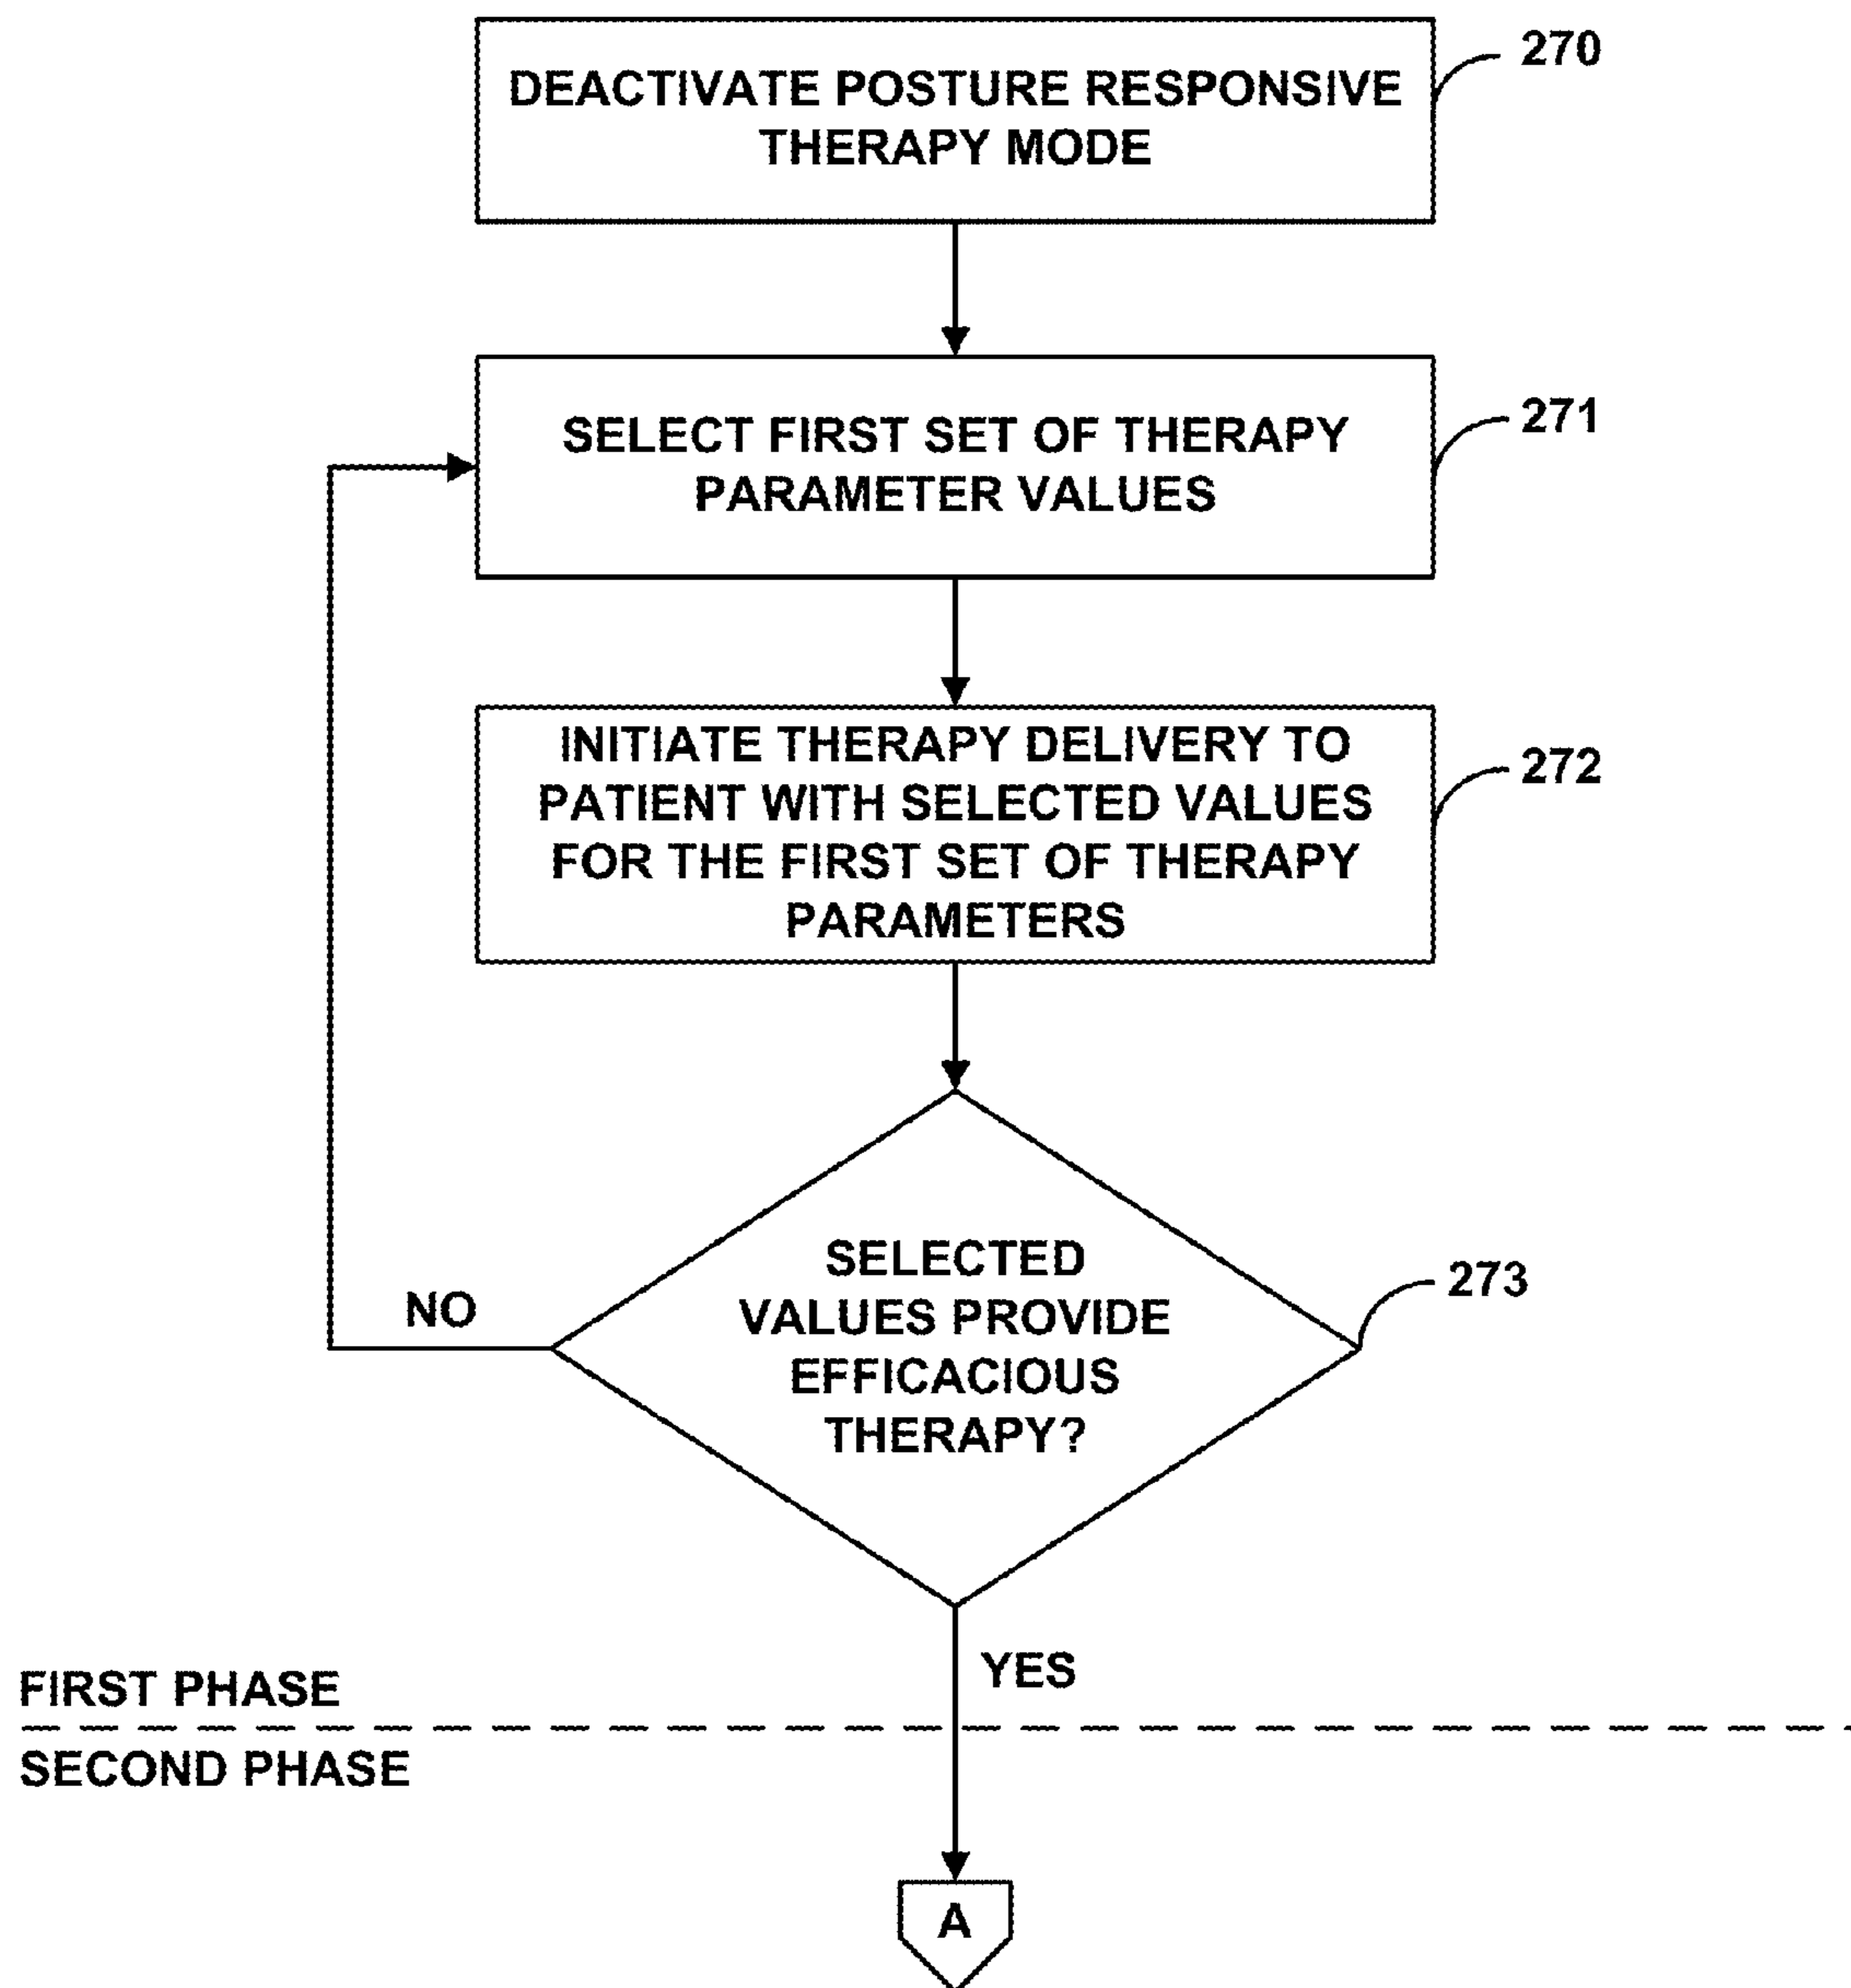 DEACTIVATE POSTURE RESPONSIVE
THERAPY MODE
270
SELECT FIRST SET OF THERAPY
PARAMETER VALUES
271
INITIATE THERAPY DELIVERY TO
PATIENT WITH SELECTED VALUES
FOR THE FIRST SET OF THERAPY
PARAMETERS
272
SELECTED
VALUES PROVIDE
EFFICACIOUS
THERAPY?
273
NO
YES
FIRST PHASE
SECOND PHASE
A